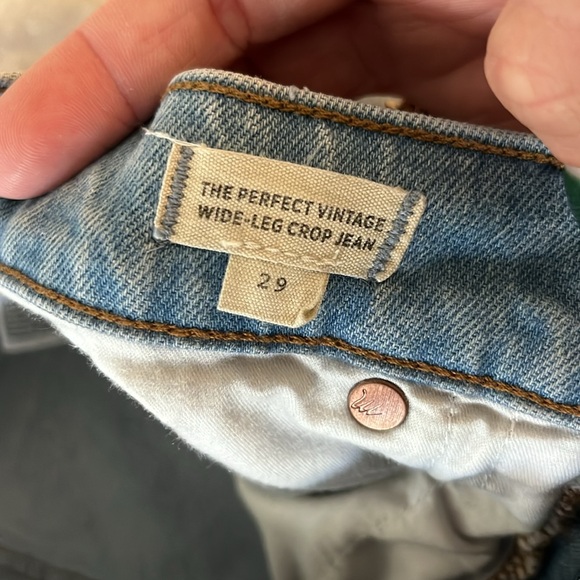 THE PERFECT VINTAGE
WIDE-LEG CROP JEAN
29